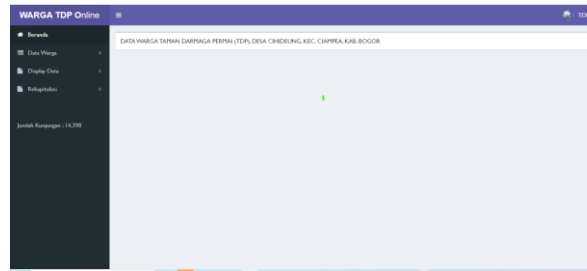 WARGA TDP Online
TDP
Beranda
DATA WARGA TAMAN DARMAGA PERMAI (TDP), DESA CIHIDEUNG, KEC. CIAMPEA, KAB. BOGOR
Data Warga
Display Data
Rekapitulasi
Jumlah Kunjungan : 14,398